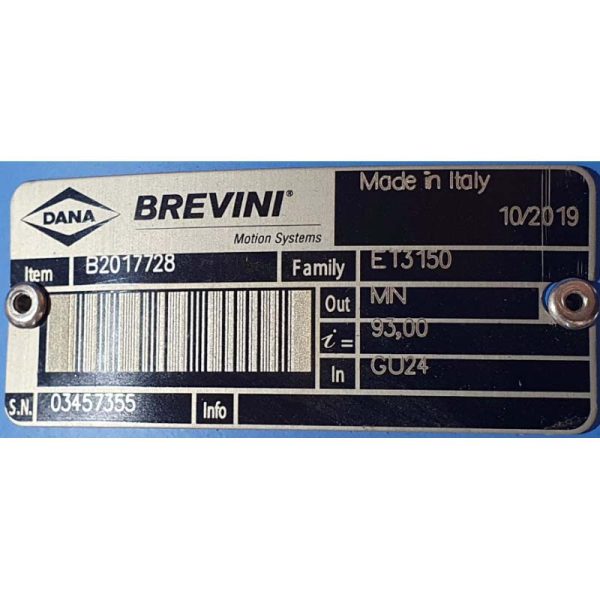 DANA
BREVINI®
Motion Systems
Made in Italy
10/2019
Item B2017728 Family ET3150
Out MN
i = 93,00
In GU24
S.N. 03457355 Info